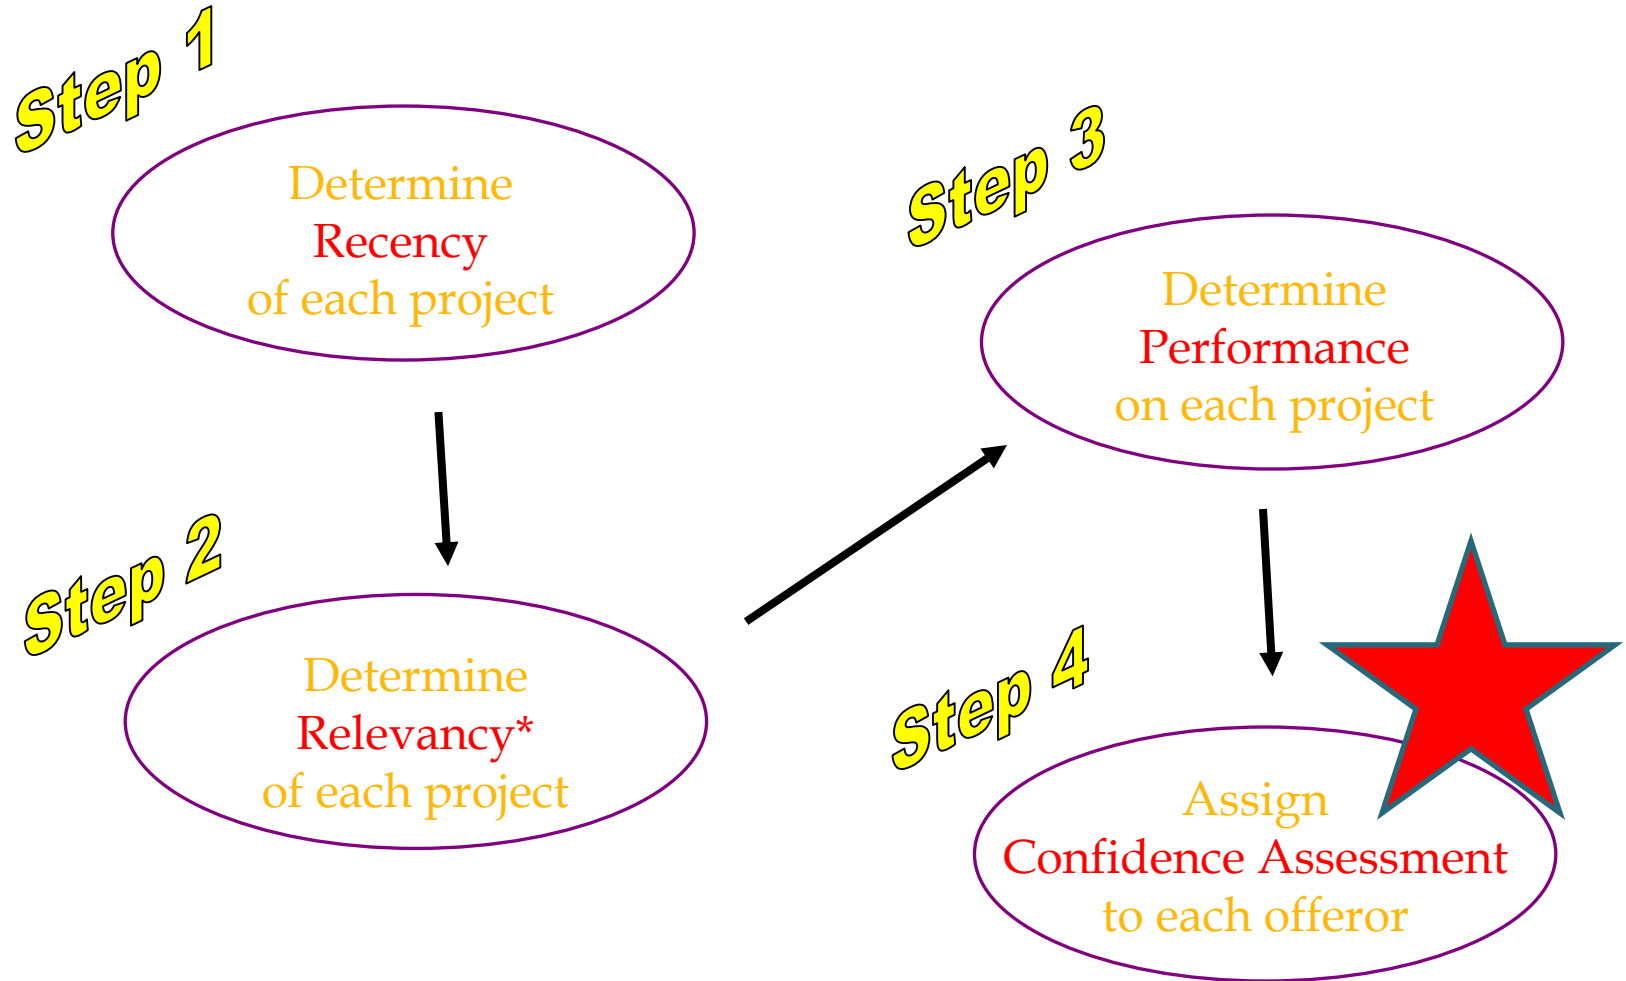 Step 1
Determine
Recency
of each project
Step 2
Determine
Relevancy*
of each project
Step 3
Determine
Performance
on each project
Step 4
Assign
Confidence Assessment
to each offeror